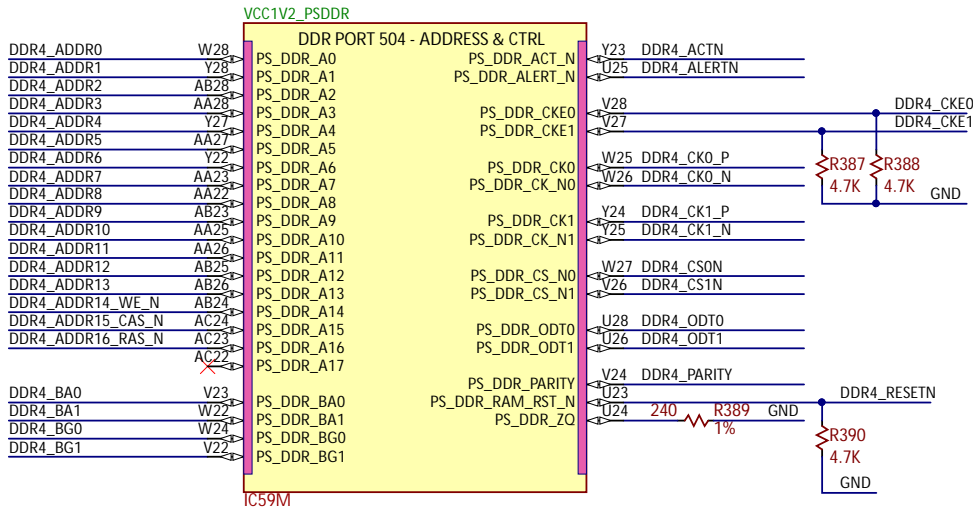 VCC1V2_PSDDR
DDR PORT 504 - ADDRESS & CTRL
DDR4_ADDR0 W28 PS_DDR_A0 PS_DDR_ACT_N Y23 DDR4_ACTN
DDR4_ADDR1 Y28 PS_DDR_A1 PS_DDR_ALERT_N U25 DDR4_ALERTN
DDR4_ADDR2 AB28 PS_DDR_A2
DDR4_ADDR3 AA28 PS_DDR_A3 PS_DDR_CKE0 V28 DDR4_CKE0
DDR4_ADDR4 Y27 PS_DDR_A4 PS_DDR_CKE1 V27 DDR4_CKE1
DDR4_ADDR5 AA27 PS_DDR_A5
DDR4_ADDR6 Y22 PS_DDR_A6 PS_DDR_CK0 W25 DDR4_CK0_P R387 R388
DDR4_ADDR7 AA23 PS_DDR_A7 PS_DDR_CK_N0 W26 DDR4_CK0_N 4.7K 4.7K
DDR4_ADDR8 AA22 PS_DDR_A8 GND
DDR4_ADDR9 AB23 PS_DDR_A9 PS_DDR_CK1 Y24 DDR4_CK1_P
DDR4_ADDR10 AA25 PS_DDR_A10 PS_DDR_CK_N1 Y25 DDR4_CK1_N
DDR4_ADDR11 AA26 PS_DDR_A11
DDR4_ADDR12 AB25 PS_DDR_A12 PS_DDR_CS_N0 W27 DDR4_CS0N
DDR4_ADDR13 AB26 PS_DDR_A13 PS_DDR_CS_N1 V26 DDR4_CS1N
DDR4_ADDR14_WE_N AB24 PS_DDR_A14
DDR4_ADDR15_CAS_N AC24 PS_DDR_A15 PS_DDR_ODT0 U28 DDR4_ODT0
DDR4_ADDR16_RAS_N AC23 PS_DDR_A16 PS_DDR_ODT1 U26 DDR4_ODT1
AC22 PS_DDR_A17
PS_DDR_PARITY V24 DDR4_PARITY
DDR4_BA0 V23 PS_DDR_BA0 PS_DDR_RAM_RST_N U23 DDR4_RESETN
DDR4_BA1 W22 PS_DDR_BA1 PS_DDR_ZQ U24 240 R389 GND
1%
DDR4_BG0 W24 PS_DDR_BG0 R390
DDR4_BG1 V22 PS_DDR_BG1 4.7K
GND
IC59M